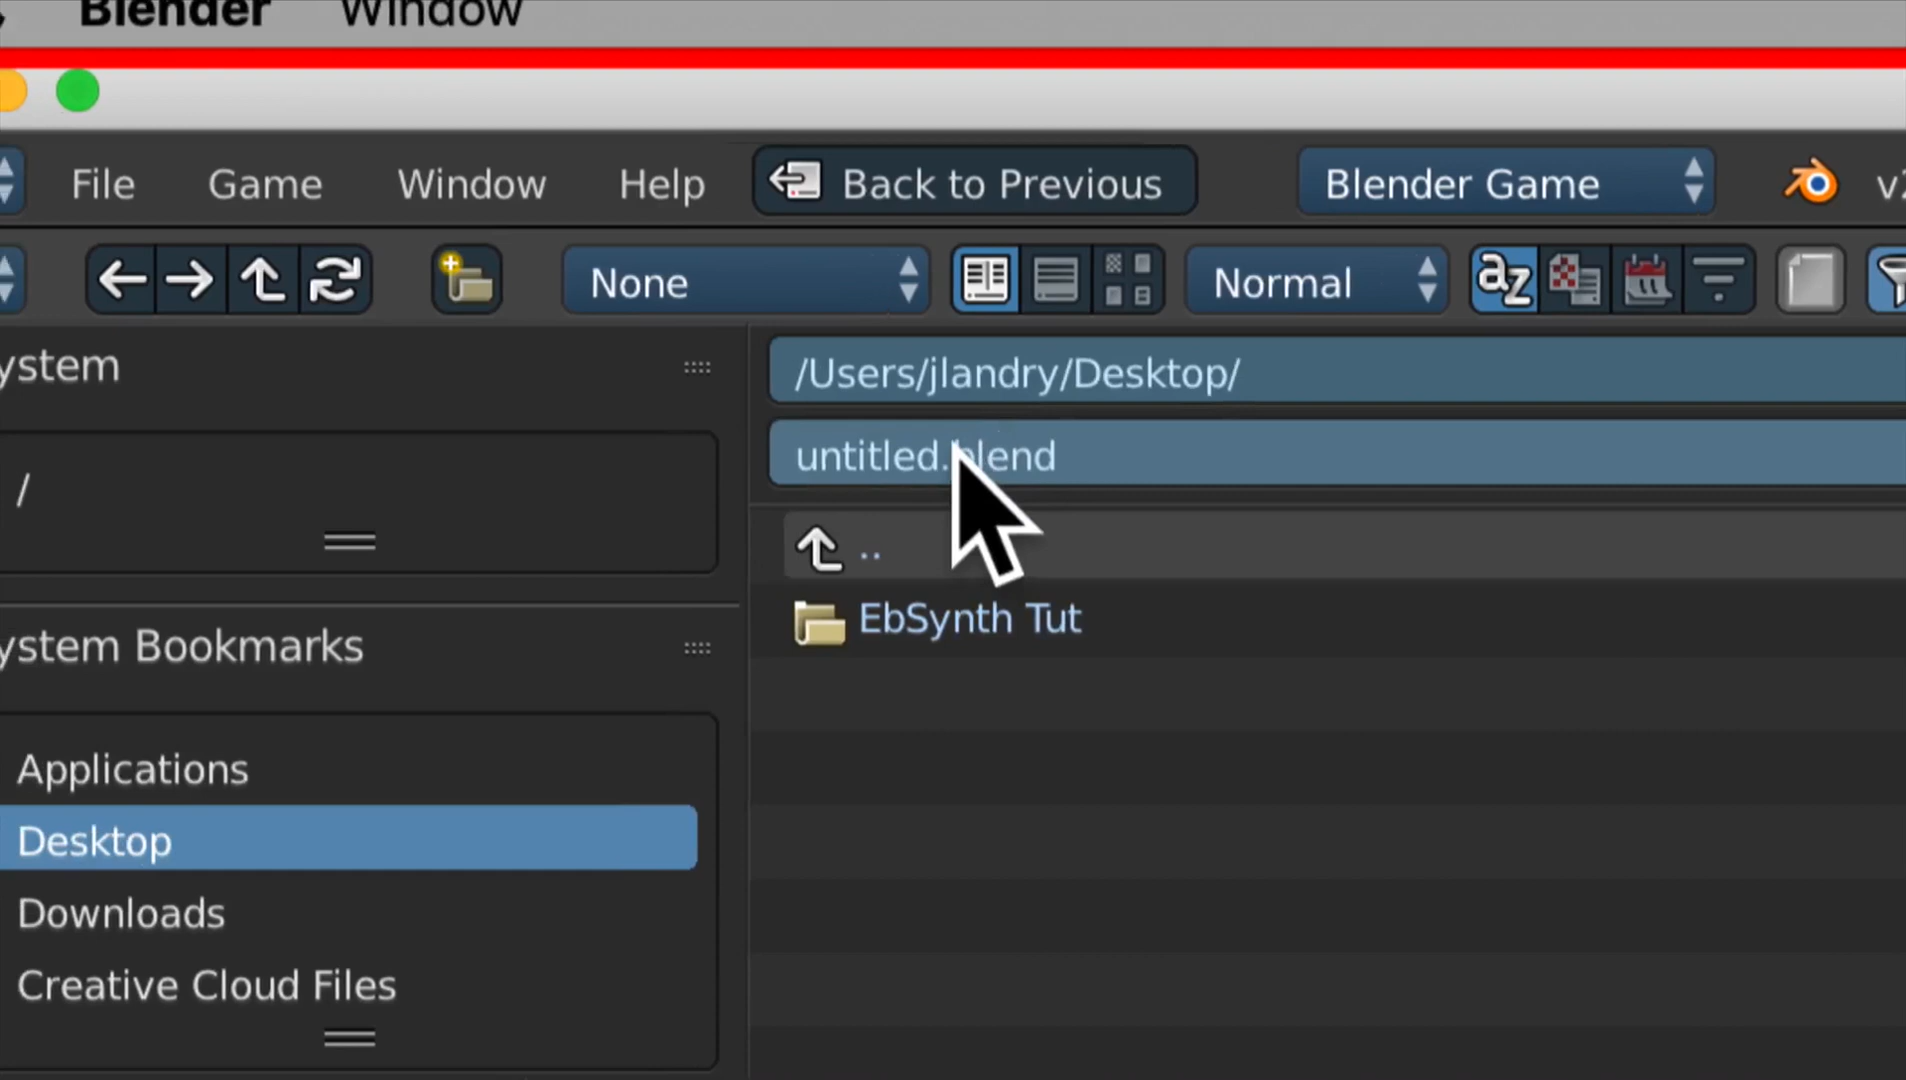 Blender Window
File Game Window Help Back to Previous Blender Game
None Normal az
ystem
/Users/jlandry/Desktop/
untitled.blend
/
..
EbSynth Tut
ystem Bookmarks
Applications
Desktop
Downloads
Creative Cloud Files